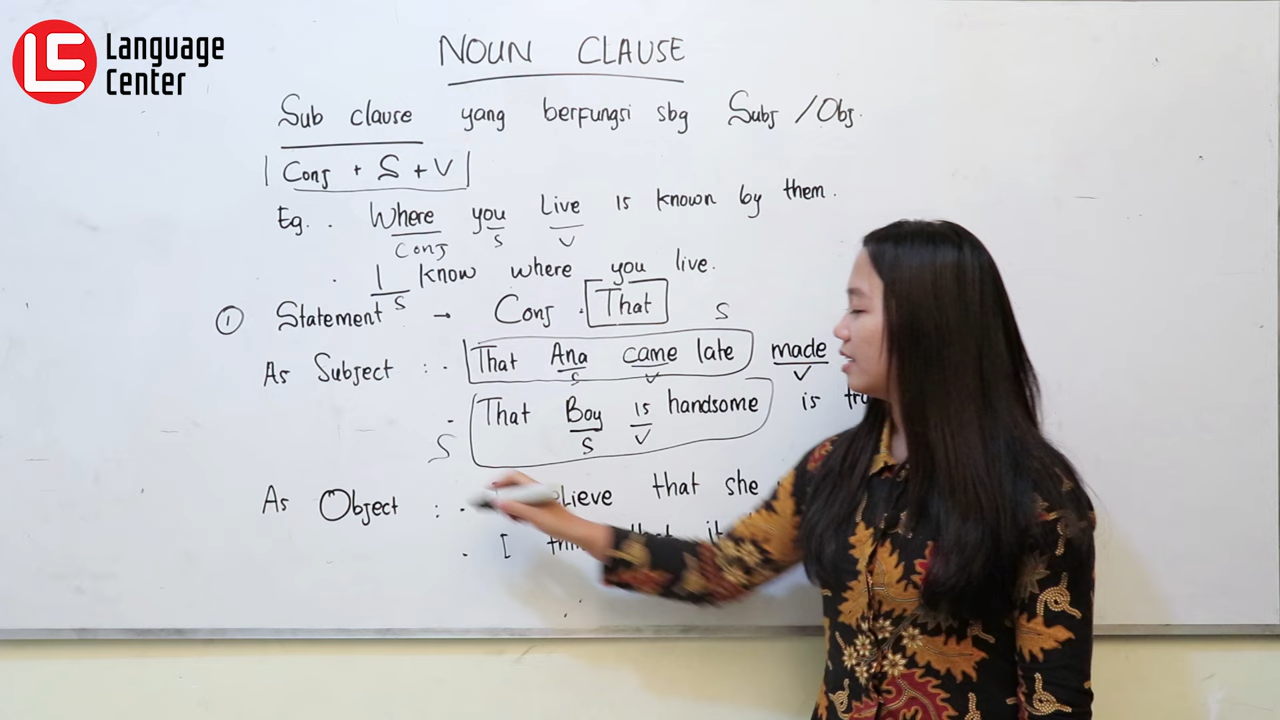 Language
Center
NOUN CLAUSE
Sub clause yang berfungsi sbg Subj / Obj.
Conj + S + V
Eg. . Where you Live is known by them.
Conj S V
. I know where you live.
S
① Statement → Conj . That S
As Subject : . That Ana came late made
S V V
. That Boy is handsome is
S S V
As Object : . that she
. I that it